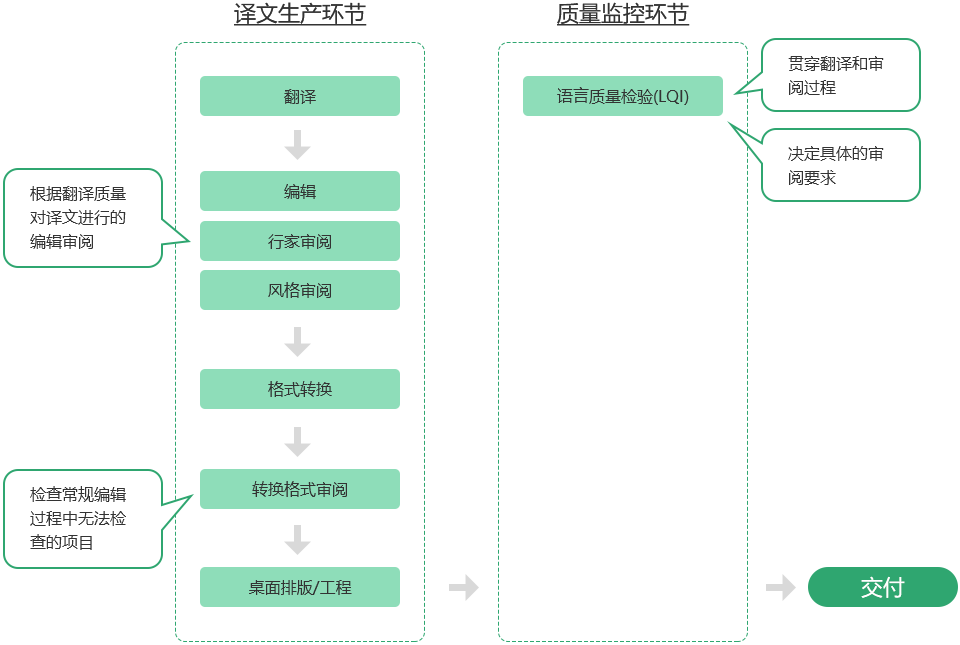 译文生产环节
质量监控环节
翻译
编辑
行家审阅
风格审阅
格式转换
转换格式审阅
桌面排版/工程
根据翻译质量
对译文进行的
编辑审阅
检查常规编辑
过程中无法检
查的项目
语言质量检验(LQI)
贯穿翻译和审
阅过程
决定具体的审
阅要求
交付